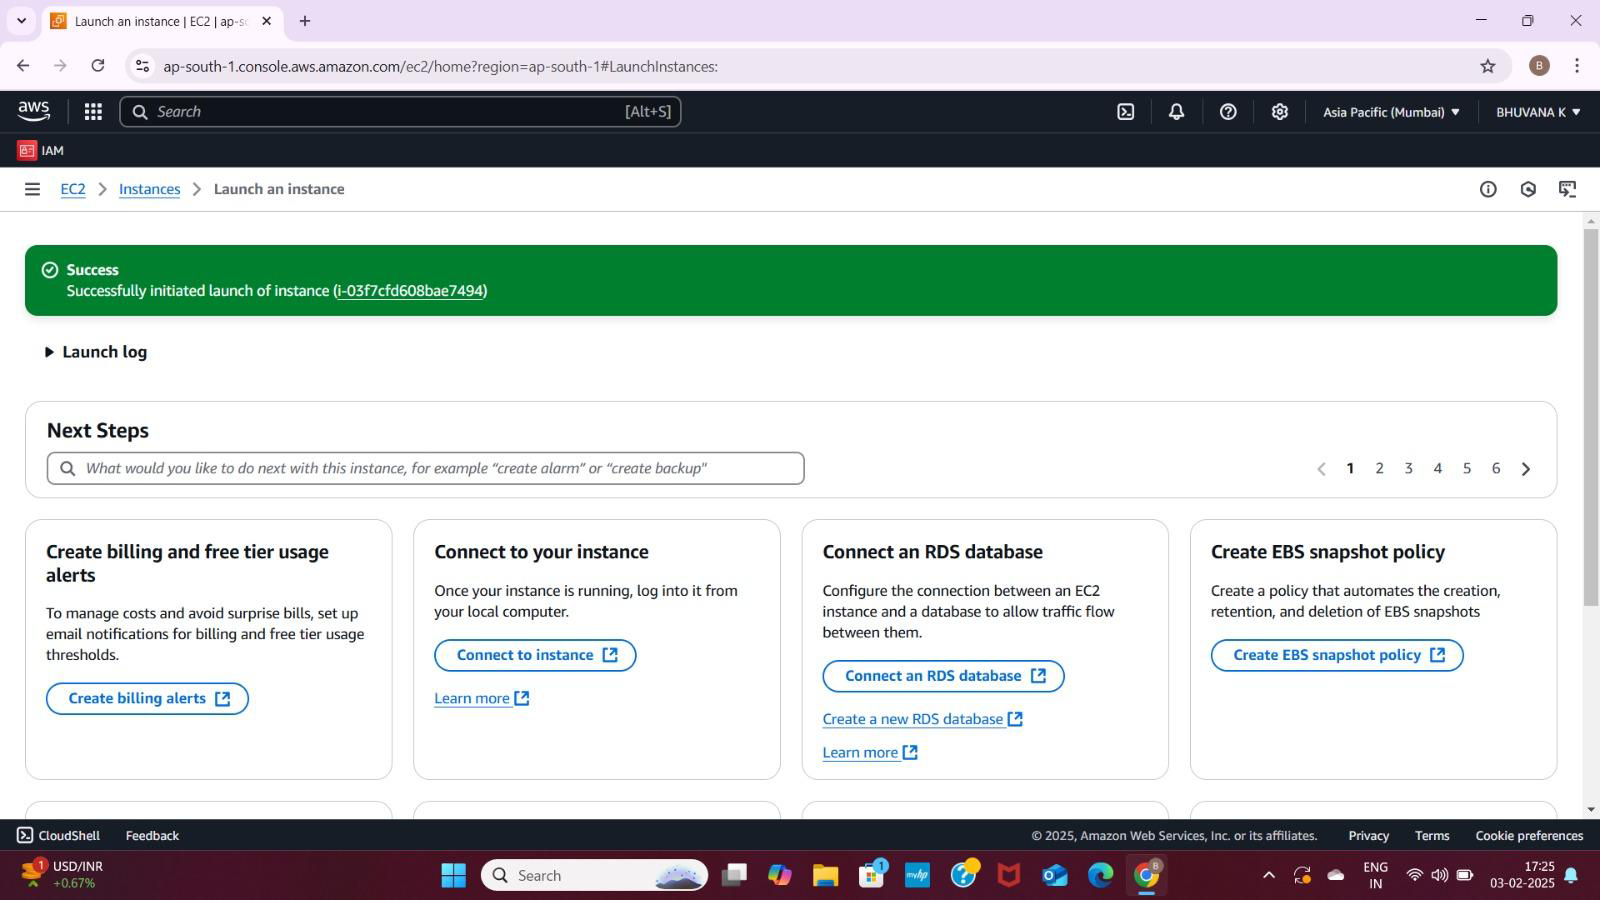 Launch an instance | EC2 | ap-so
ap-south-1.console.aws.amazon.com/ec2/home?region=ap-south-1#LaunchInstances:
B
aws
Search
[Alt+S]
Asia Pacific (Mumbai)
BHUVANA K
IAM
EC2
Instances
Launch an instance
Success
Successfully initiated launch of instance (i-03f7cfd608bae7494)
Launch log
Next Steps
What would you like to do next with this instance, for example “create alarm” or “create backup”
1 2 3 4 5 6
Create billing and free tier usage
alerts
To manage costs and avoid surprise bills, set up
email notifications for billing and free tier usage
thresholds.
Create billing alerts
Connect to your instance
Once your instance is running, log into it from
your local computer.
Connect to instance
Learn more
Connect an RDS database
Configure the connection between an EC2
instance and a database to allow traffic flow
between them.
Connect an RDS database
Create a new RDS database
Learn more
Create EBS snapshot policy
Create a policy that automates the creation,
retention, and deletion of EBS snapshots
Create EBS snapshot policy
CloudShell
Feedback
© 2025, Amazon Web Services, Inc. or its affiliates.
Privacy
Terms
Cookie preferences
1
USD/INR
+0.67%
Search
1
myhp
B
ENG
IN
17:25
03-02-2025